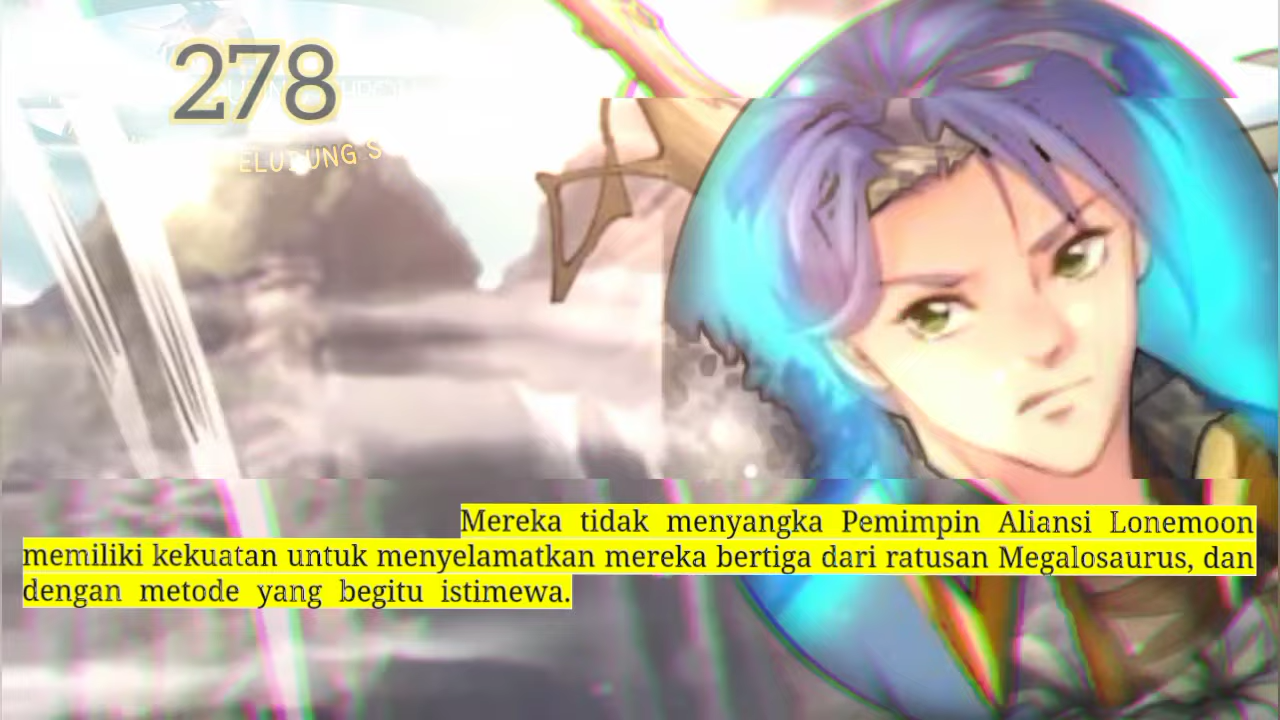 278
Mereka tidak menyangka Pemimpin Aliansi Lonemoon
memiliki kekuatan untuk menyelamatkan mereka bertiga dari ratusan Megalosaurus, dan
dengan metode yang begitu istimewa.